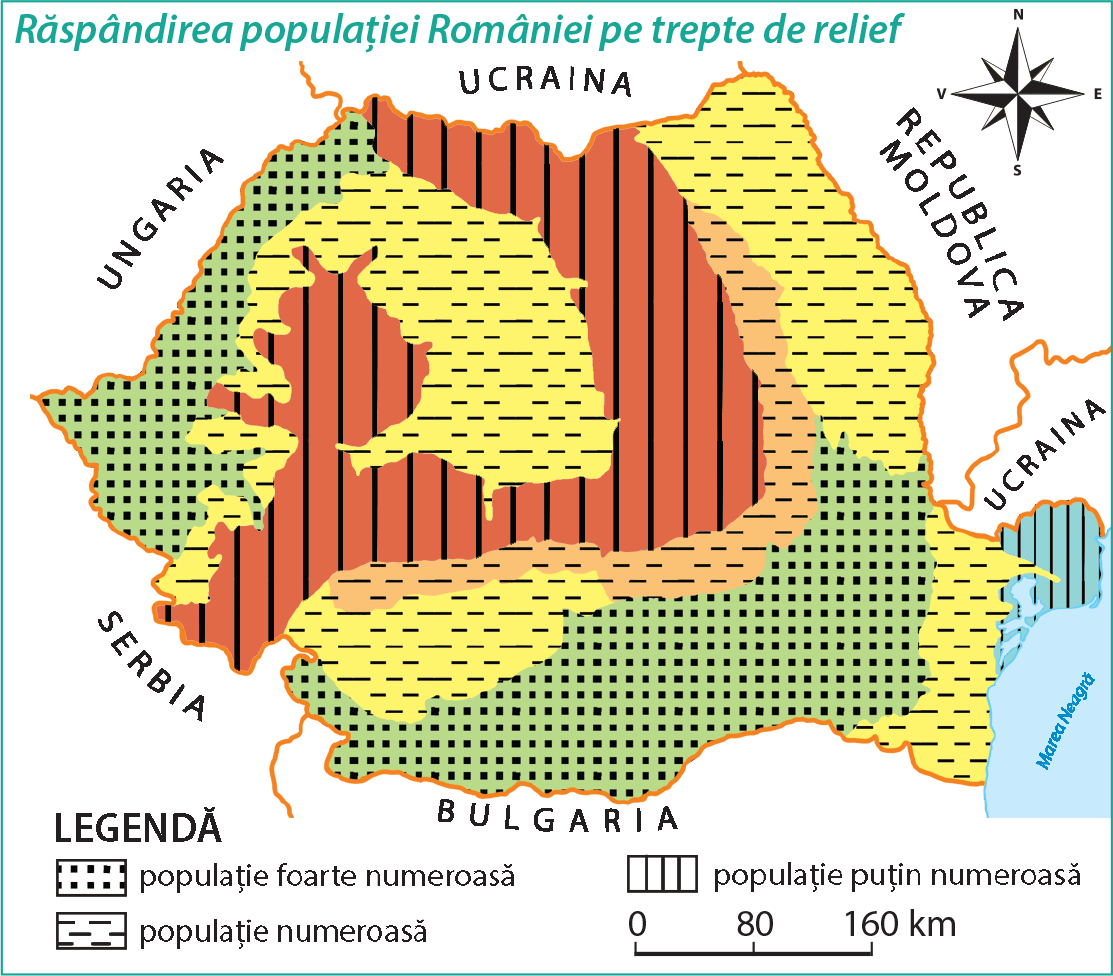 Răspândirea populației României pe trepte de relief
N
V
E
S
UCRAINA
REPUBLICA
MOLDOVA
UNGARIA
UCRAINA
SERBIA
Marea Neagră
BULGARIA
LEGENDĂ
populație foarte numeroasă
populație numeroasă
populație puțin numeroasă
0 80 160 km